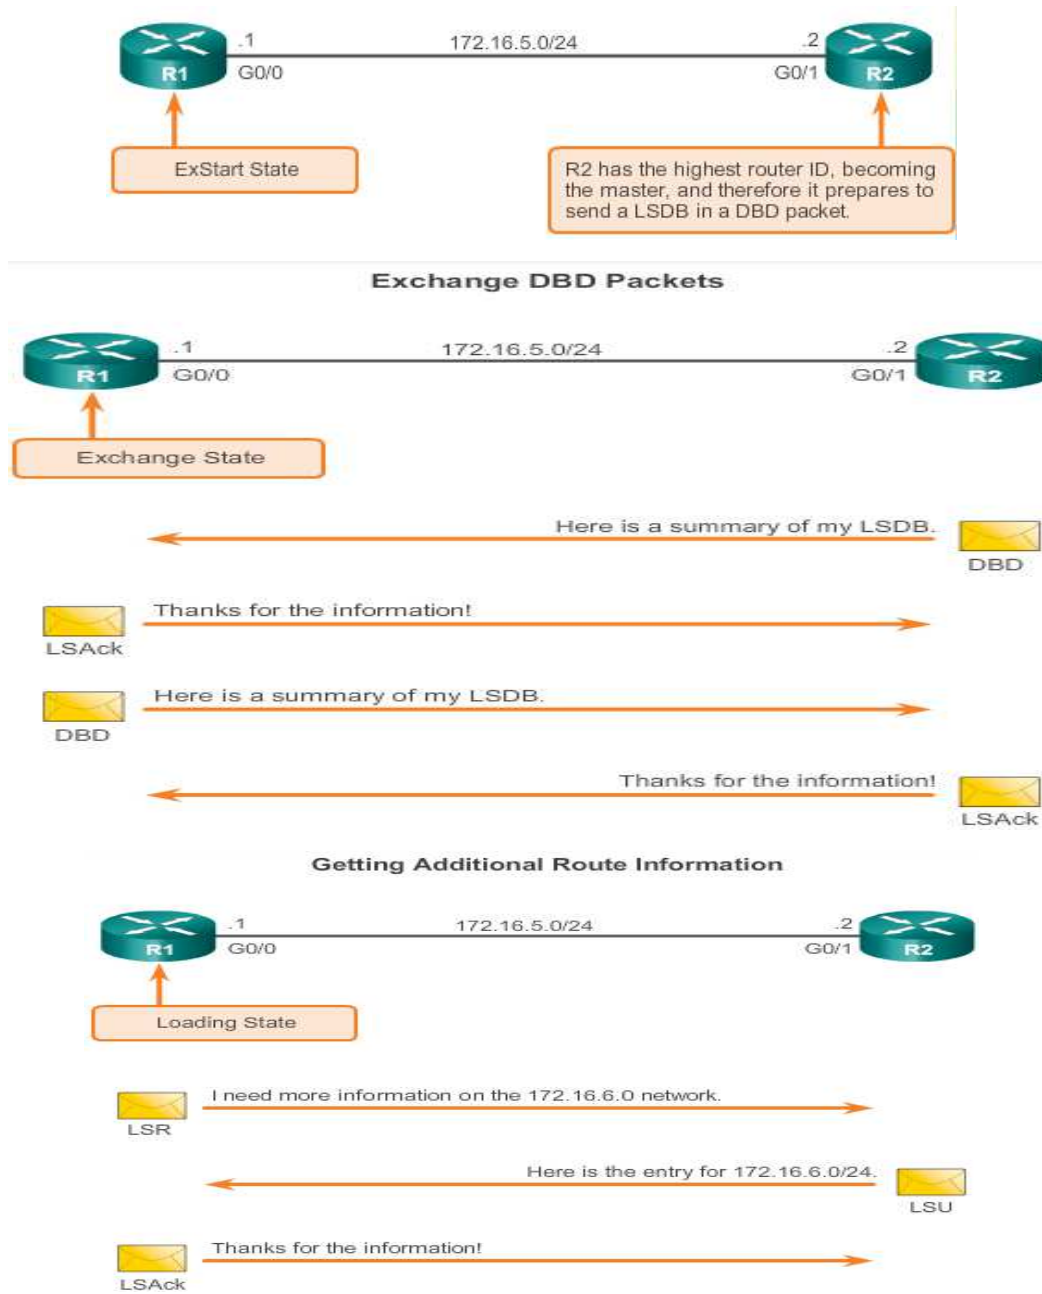 .1
172.16.5.0/24
.2
R1
G0/0
G0/1
R2
ExStart State
R2 has the highest router ID, becoming
the master, and therefore it prepares to
send a LSDB in a DBD packet.
Exchange DBD Packets
.1
172.16.5.0/24
.2
R1
G0/0
G0/1
R2
Exchange State
Here is a summary of my LSDB.
DBD
Thanks for the information!
LSAck
Here is a summary of my LSDB.
DBD
Thanks for the information!
LSAck
Getting Additional Route Information
.1
172.16.5.0/24
.2
R1
G0/0
G0/1
R2
Loading State
I need more information on the 172.16.6.0 network.
LSR
Here is the entry for 172.16.6.0/24.
LSU
Thanks for the information!
LSAck